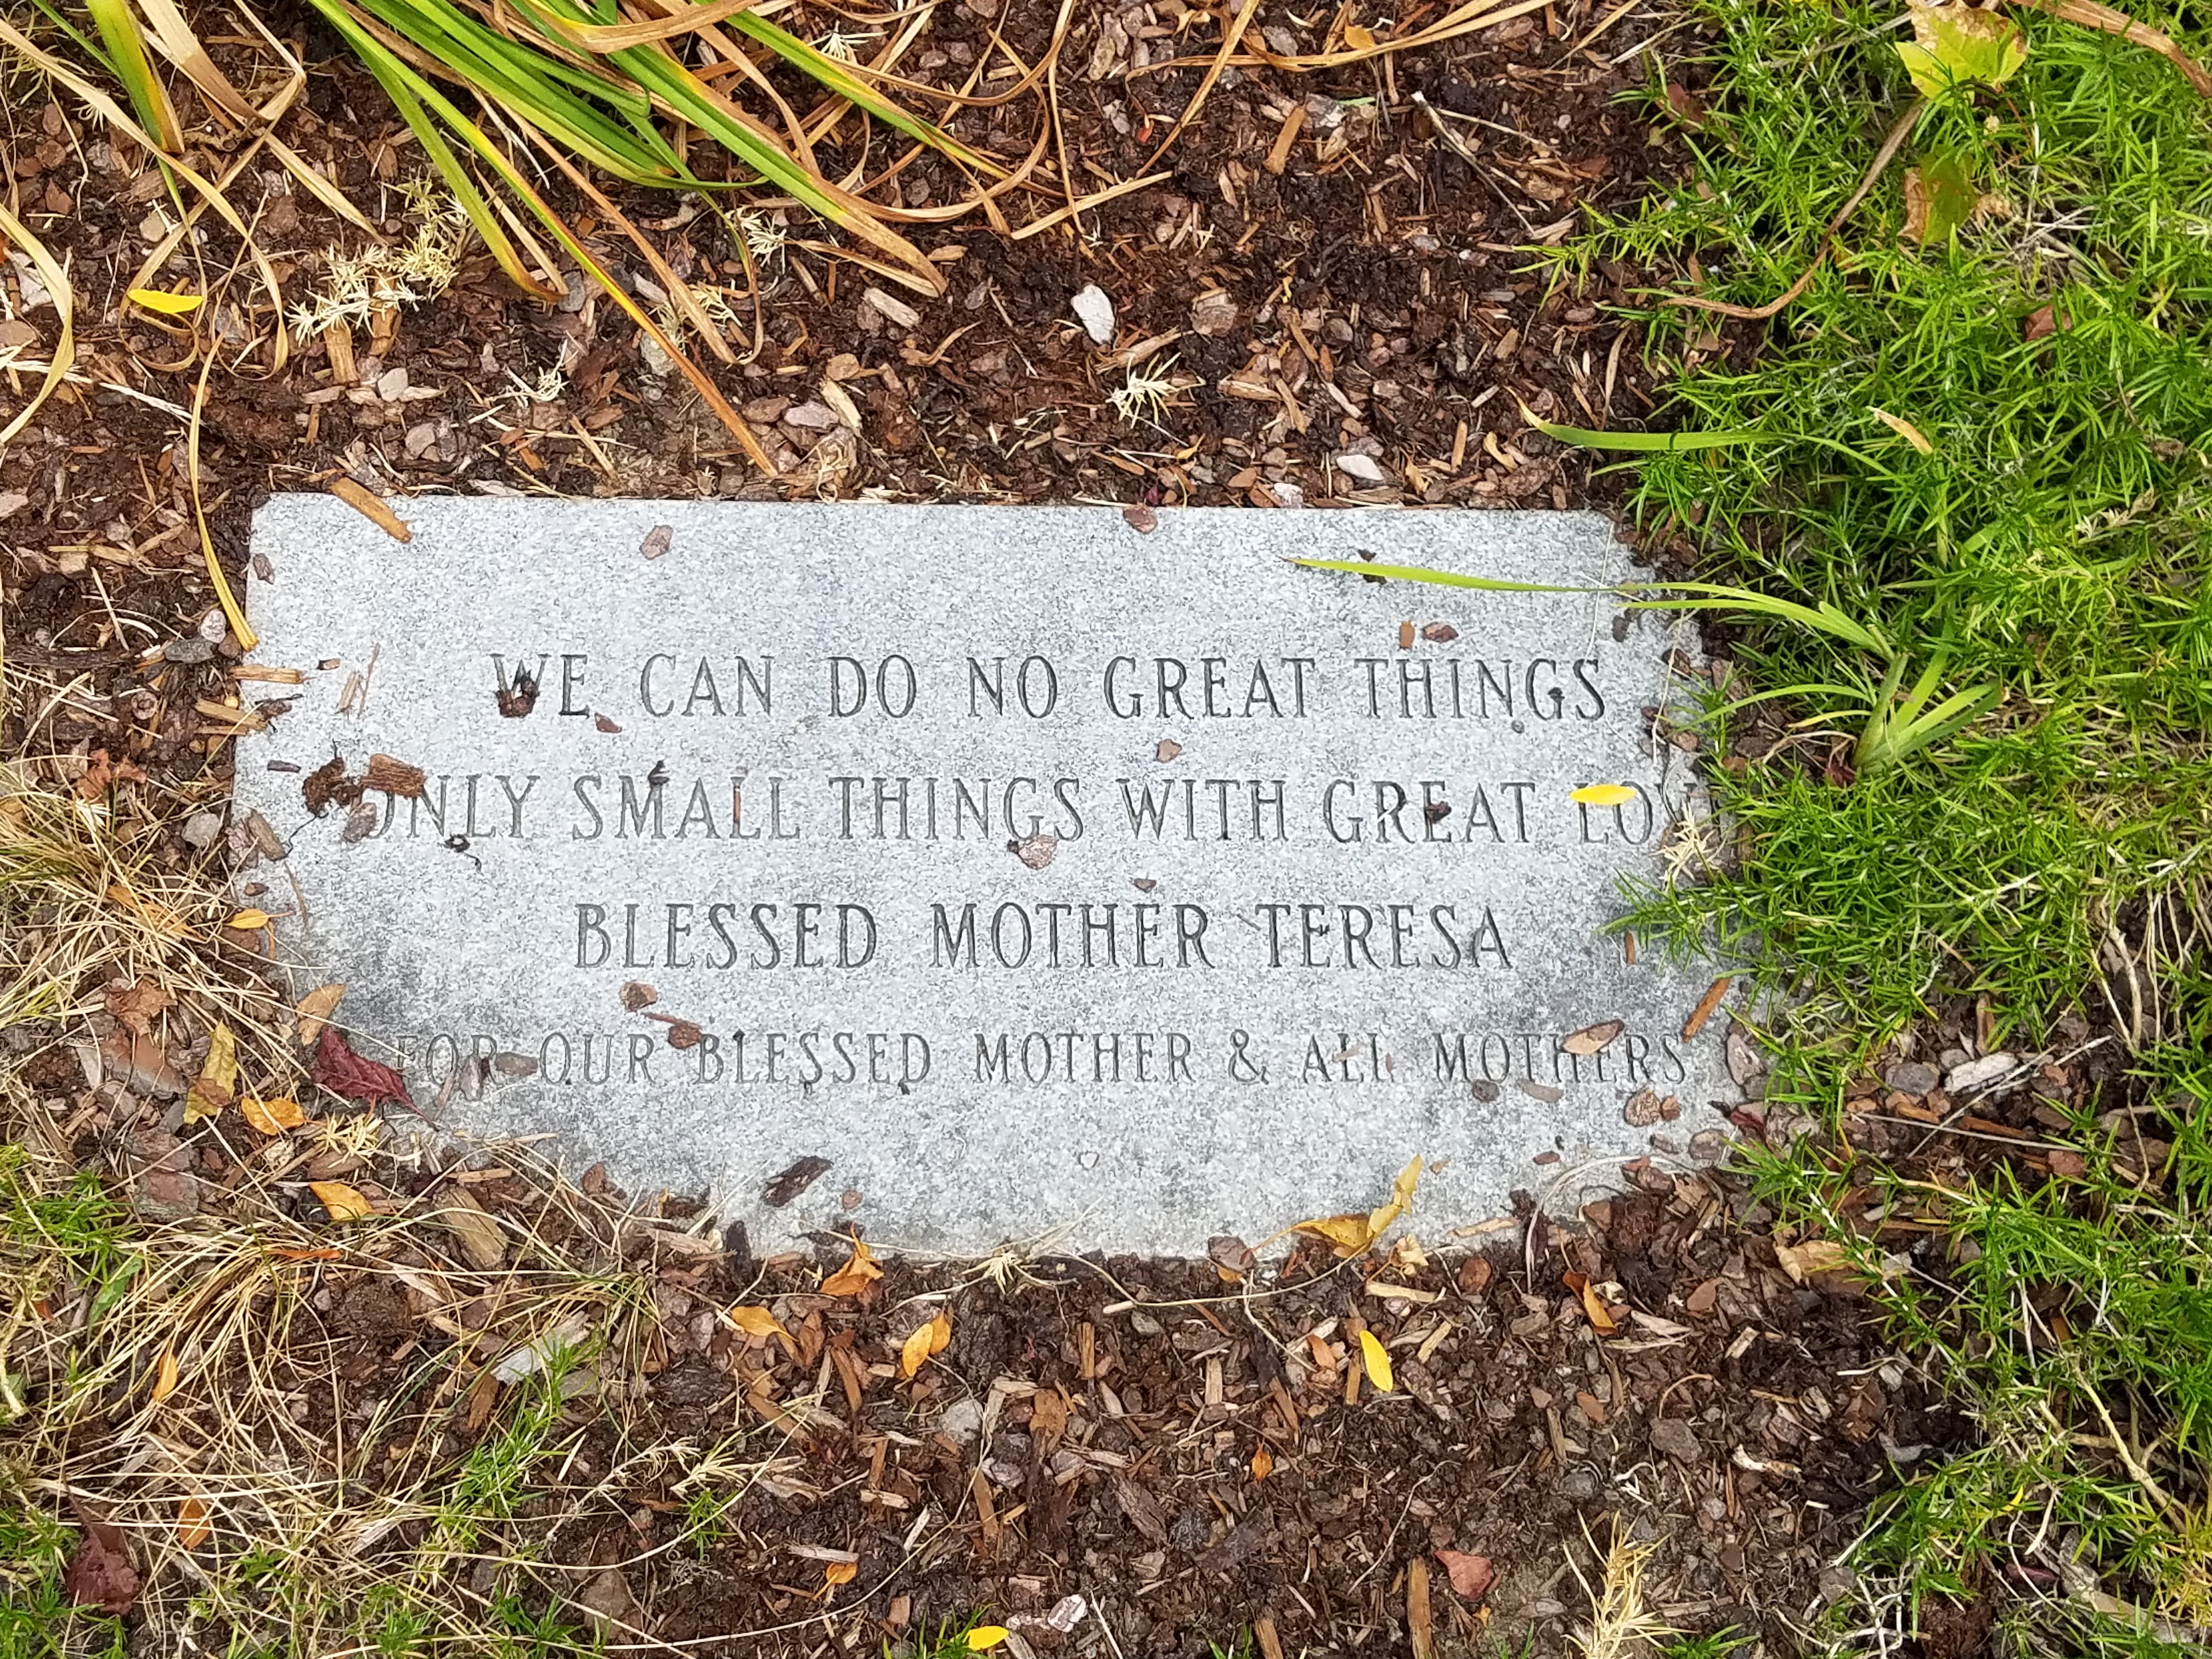 WE CAN DO NO GREAT THINGS
ONLY SMALL THINGS WITH GREAT LOV
BLESSED MOTHER TERESA
FOR OUR BLESSED MOTHER & ALL MOTHERS